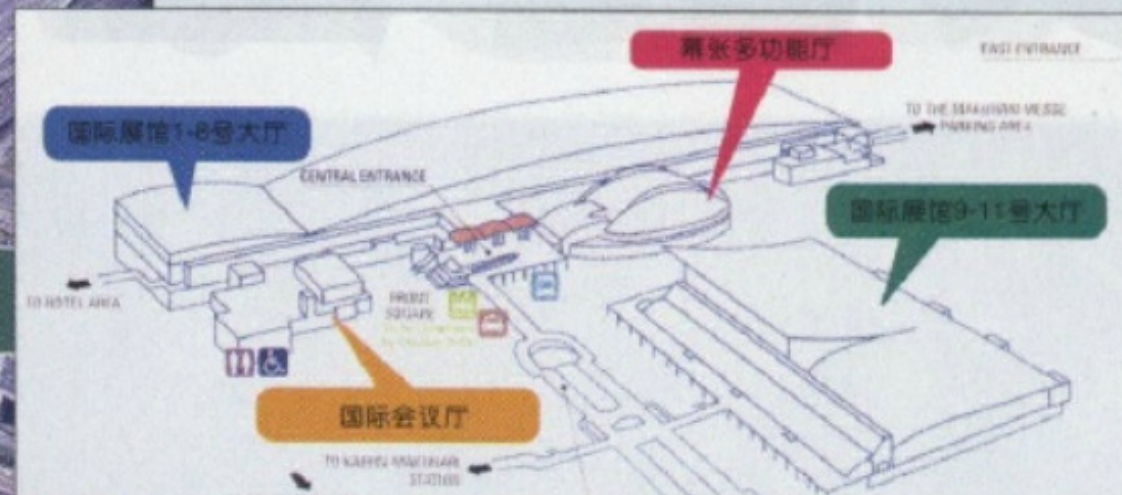 幕张多功能厅
EAST ENTRANCE
国际展馆1-8号大厅
TO THE MAKUHARI MESSE
PARKING AREA
CENTRAL ENTRANCE
国际展馆9-11号大厅
TO HOTEL AREA
FRONT
SQUARE
国际会议厅
TO KAIHIN MAKUHARI
STATION